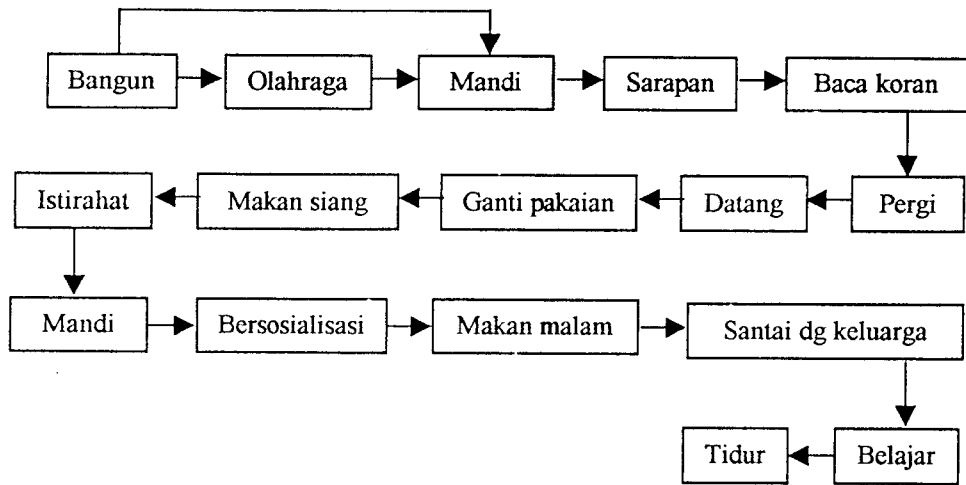 Bangun Olahraga Mandi Sarapan Baca koran
Istirahat Makan siang Ganti pakaian Datang Pergi
Mandi Bersosialisasi Makan malam Santai dg keluarga
Tidur Belajar